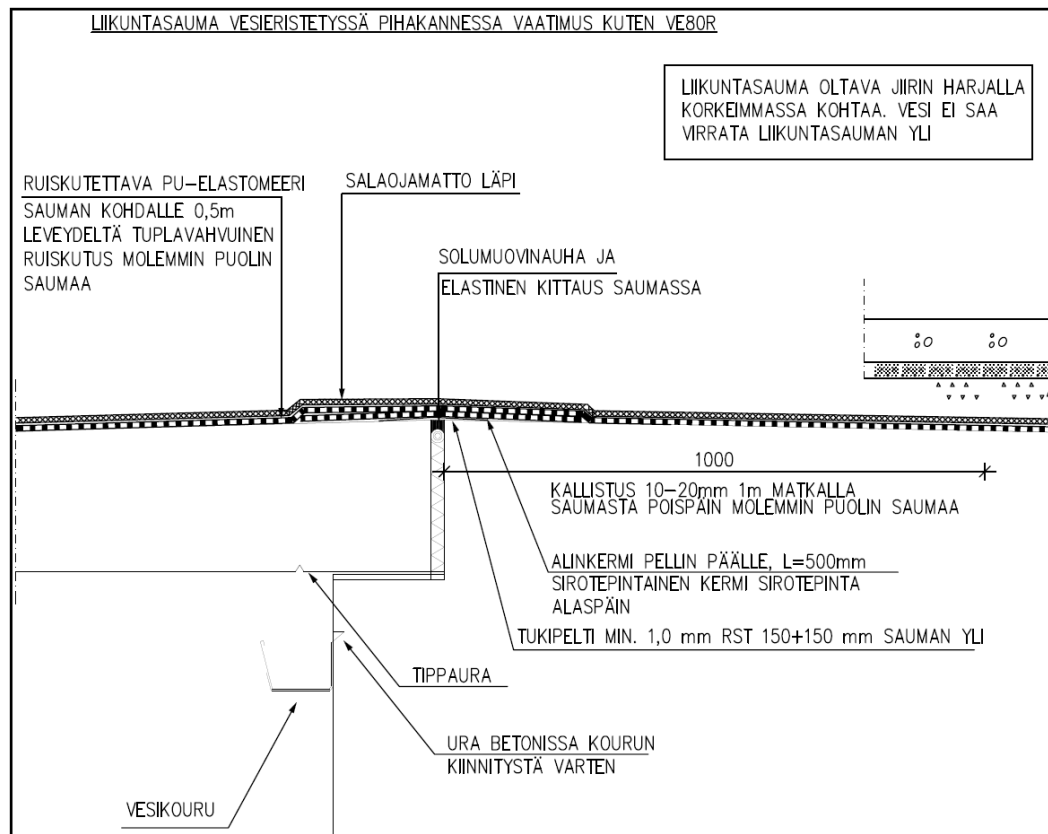 LIIKUNTASAUMA VESIERISTETYSSÄ PIHAKANNESSA VAATIMUS KUTEN VE80R
LIIKUNTASAUMA OLTAVA JIIRIN HARJALLA
KORKEIMMASSA KOHTAA. VESI EI SAA
VIRRATA LIIKUNTASAUMAN YLI
RUISKUTETTAVA PU-ELASTOMEERI
SAUMAN KOHDALLE 0,5m
LEVEYDELTÄ TUPLAVAHVUINEN
RUISKUTUS MOLEMMIN PUOLIN
SAUMAA
SALAOJAMATTO LÄPI
SOLUMUOVINAUHA JA
ELASTINEN KITTAUS SAUMASSA
1000
KALLISTUS 10-20mm 1m MATKALLA
SAUMASTA POISPÄIN MOLEMMIN PUOLIN SAUMAA
ALINKERMI PELLIN PÄÄLLE, L=500mm
SIROTEPINTAINEN KERMI SIROTEPINTA
ALASPÄIN
TUKIPELTI MIN. 1,0 mm RST 150+150 mm SAUMAN YLI
TIPPAURA
URA BETONISSA KOURUN
KIINNITYSTÄ VARTEN
VESIKOURU